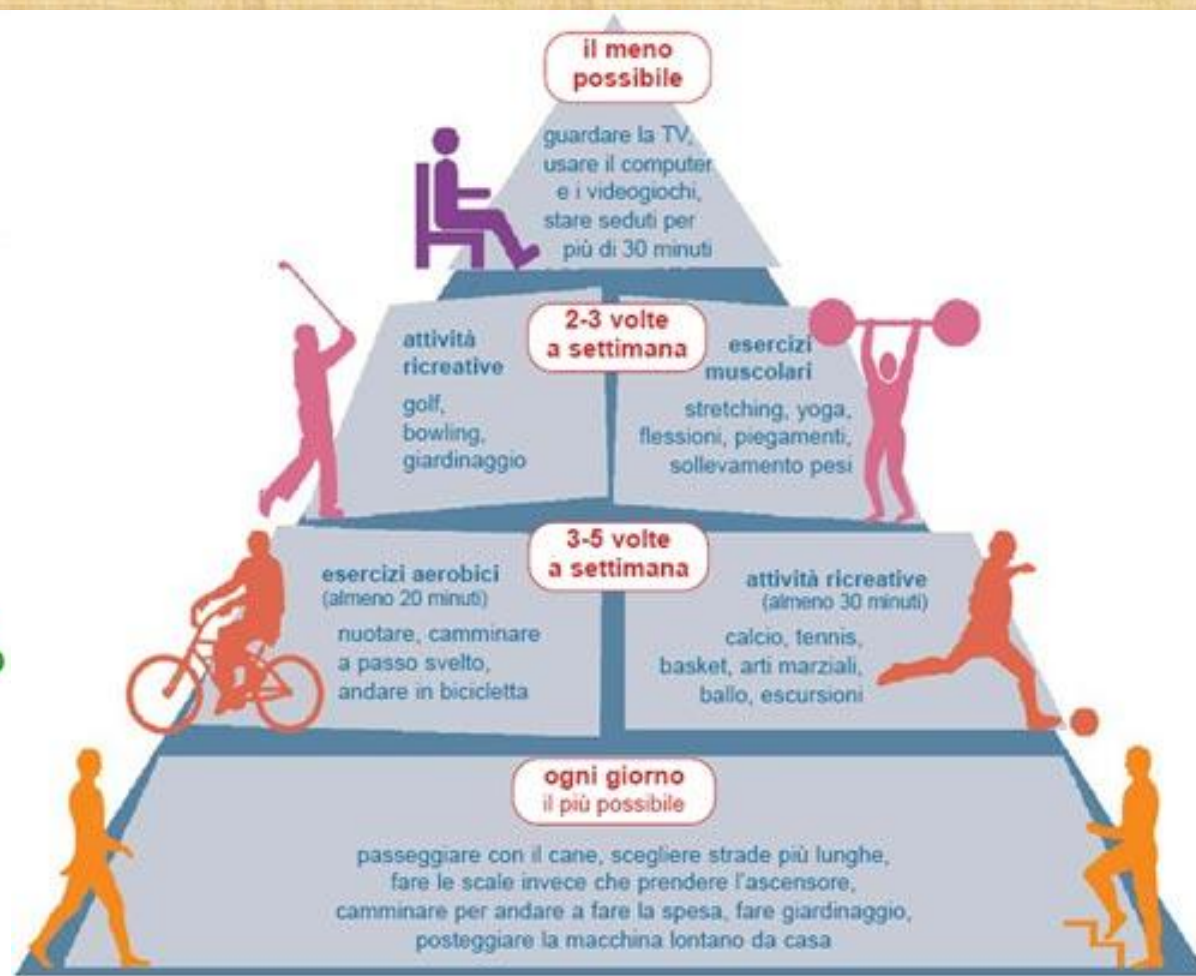 il meno
possibile
guardare la TV,
usare il computer
e i videogiochi,
stare seduti per
più di 30 minuti
2-3 volte
a settimana
attività
ricreative
golf,
bowling,
giardinaggio
esercizi
muscolari
stretching, yoga,
flessioni, piegamenti,
sollevamento pesi
3-5 volte
a settimana
esercizi aerobici
(almeno 20 minuti)
nuotare, camminare
a passo svelto,
andare in bicicletta
attività ricreative
(almeno 30 minuti)
calcio, tennis,
basket, arti marziali,
ballo, escursioni
ogni giorno
il più possibile
passeggiare con il cane, scegliere strade più lunghe,
fare le scale invece che prendere l'ascensore,
camminare per andare a fare la spesa, fare giardinaggio,
posteggiare la macchina lontano da casa